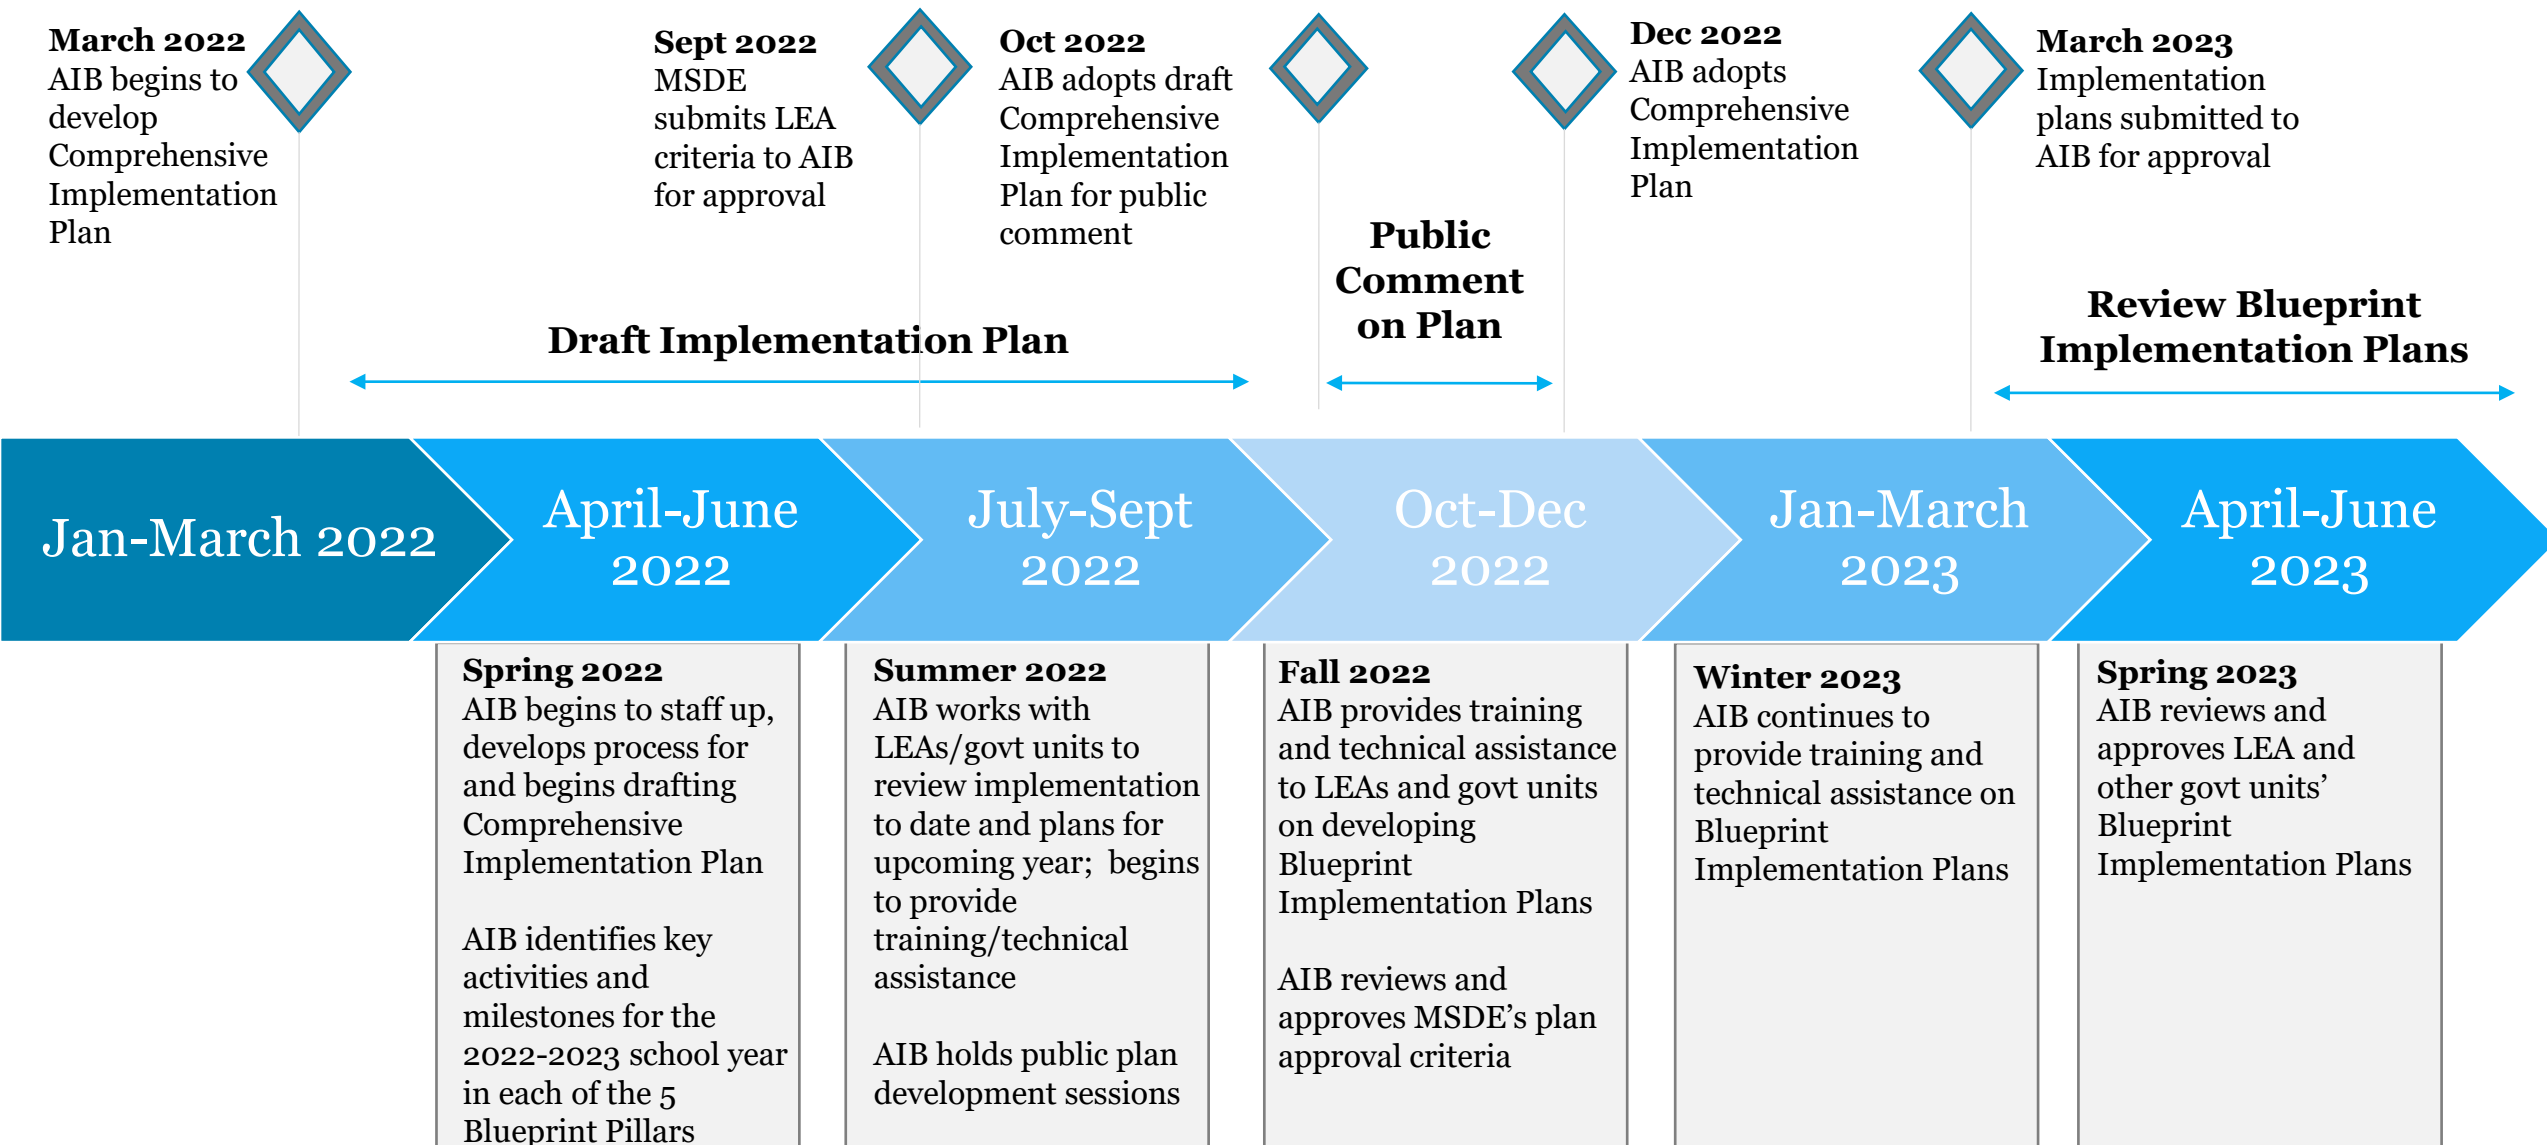 March 2022
AIB begins to
develop
Comprehensive
Implementation
Plan
Sept 2022
MSDE
submits LEA
criteria to AIB
for approval
Oct 2022
AIB adopts draft
Comprehensive
Implementation
Plan for public
comment
Dec 2022
AIB adopts
Comprehensive
Implementation
Plan
March 2023
Implementation
plans submitted to
AIB for approval
Draft Implementation Plan
Public
Comment
on Plan
Review Blueprint
Implementation Plans
Jan-March 2022
April-June
2022
July-Sept
2022
Oct-Dec
2022
Jan-March
2023
April-June
2023
Spring 2022
AIB begins to staff up,
develops process for
and begins drafting
Comprehensive
Implementation Plan
AIB identifies key
activities and
milestones for the
2022-2023 school year
in each of the 5
Blueprint Pillars
Summer 2022
AIB works with
LEAs/govt units to
review implementation
to date and plans for
upcoming year;  begins
to provide
training/technical
assistance
AIB holds public plan
development sessions
Fall 2022
AIB provides training
and technical assistance
to LEAs and govt units
on developing
Blueprint
Implementation Plans
AIB reviews and
approves MSDE’s plan
approval criteria
Winter 2023
AIB continues to
provide training and
technical assistance on
Blueprint
Implementation Plans
Spring 2023
AIB reviews and
approves LEA and
other govt units’
Blueprint
Implementation Plans